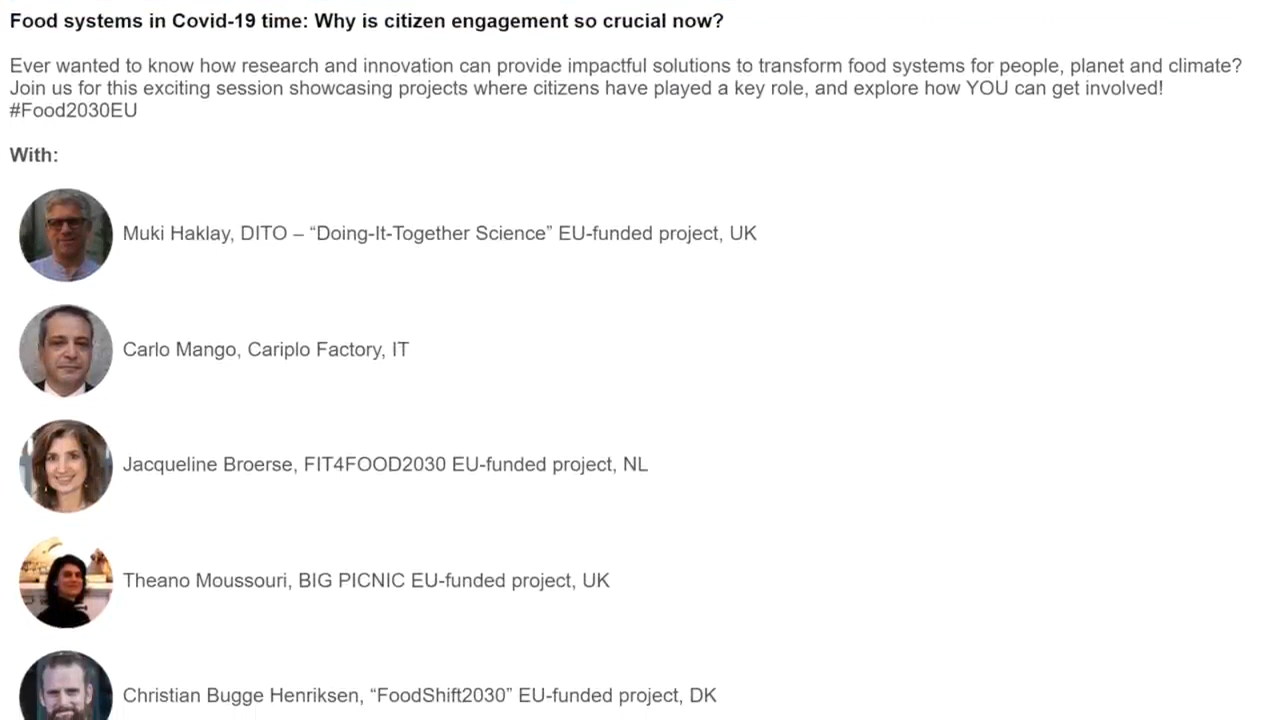 Food systems in Covid-19 time: Why is citizen engagement so crucial now?
Ever wanted to know how research and innovation can provide impactful solutions to transform food systems for people, planet and climate?
Join us for this exciting session showcasing projects where citizens have played a key role, and explore how YOU can get involved!
#Food2030EU
With:
Muki Haklay, DITO – “Doing-It-Together Science” EU-funded project, UK
Carlo Mango, Cariplo Factory, IT
Jacqueline Broerse, FIT4FOOD2030 EU-funded project, NL
Theano Moussouri, BIG PICNIC EU-funded project, UK
Christian Bugge Henriksen, “FoodShift2030” EU-funded project, DK